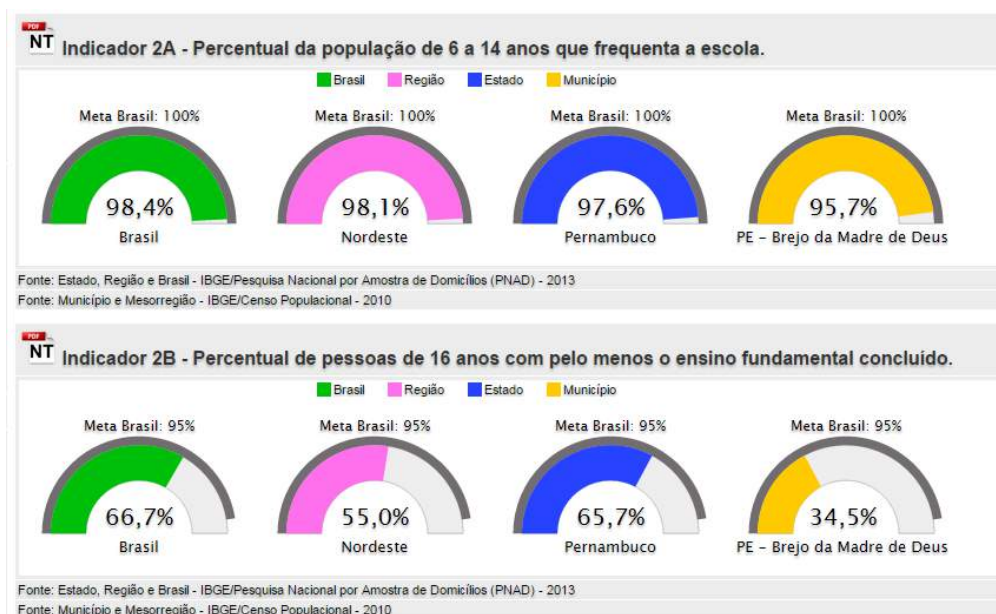 PDF
NT Indicador 2A - Percentual da população de 6 a 14 anos que frequenta a escola.
Brasil Região Estado Município
Meta Brasil: 100% Meta Brasil: 100% Meta Brasil: 100% Meta Brasil: 100%
98,4% 98,1% 97,6% 95,7%
Brasil Nordeste Pernambuco PE - Brejo da Madre de Deus
Fonte: Estado, Região e Brasil - IBGE/Pesquisa Nacional por Amostra de Domicílios (PNAD) - 2013
Fonte: Município e Mesorregião - IBGE/Censo Populacional - 2010
PDF
NT Indicador 2B - Percentual de pessoas de 16 anos com pelo menos o ensino fundamental concluído.
Brasil Região Estado Município
Meta Brasil: 95% Meta Brasil: 95% Meta Brasil: 95% Meta Brasil: 95%
66,7% 55,0% 65,7% 34,5%
Brasil Nordeste Pernambuco PE - Brejo da Madre de Deus
Fonte: Estado, Região e Brasil - IBGE/Pesquisa Nacional por Amostra de Domicílios (PNAD) - 2013
Fonte: Município e Mesorregião - IBGE/Censo Populacional - 2010